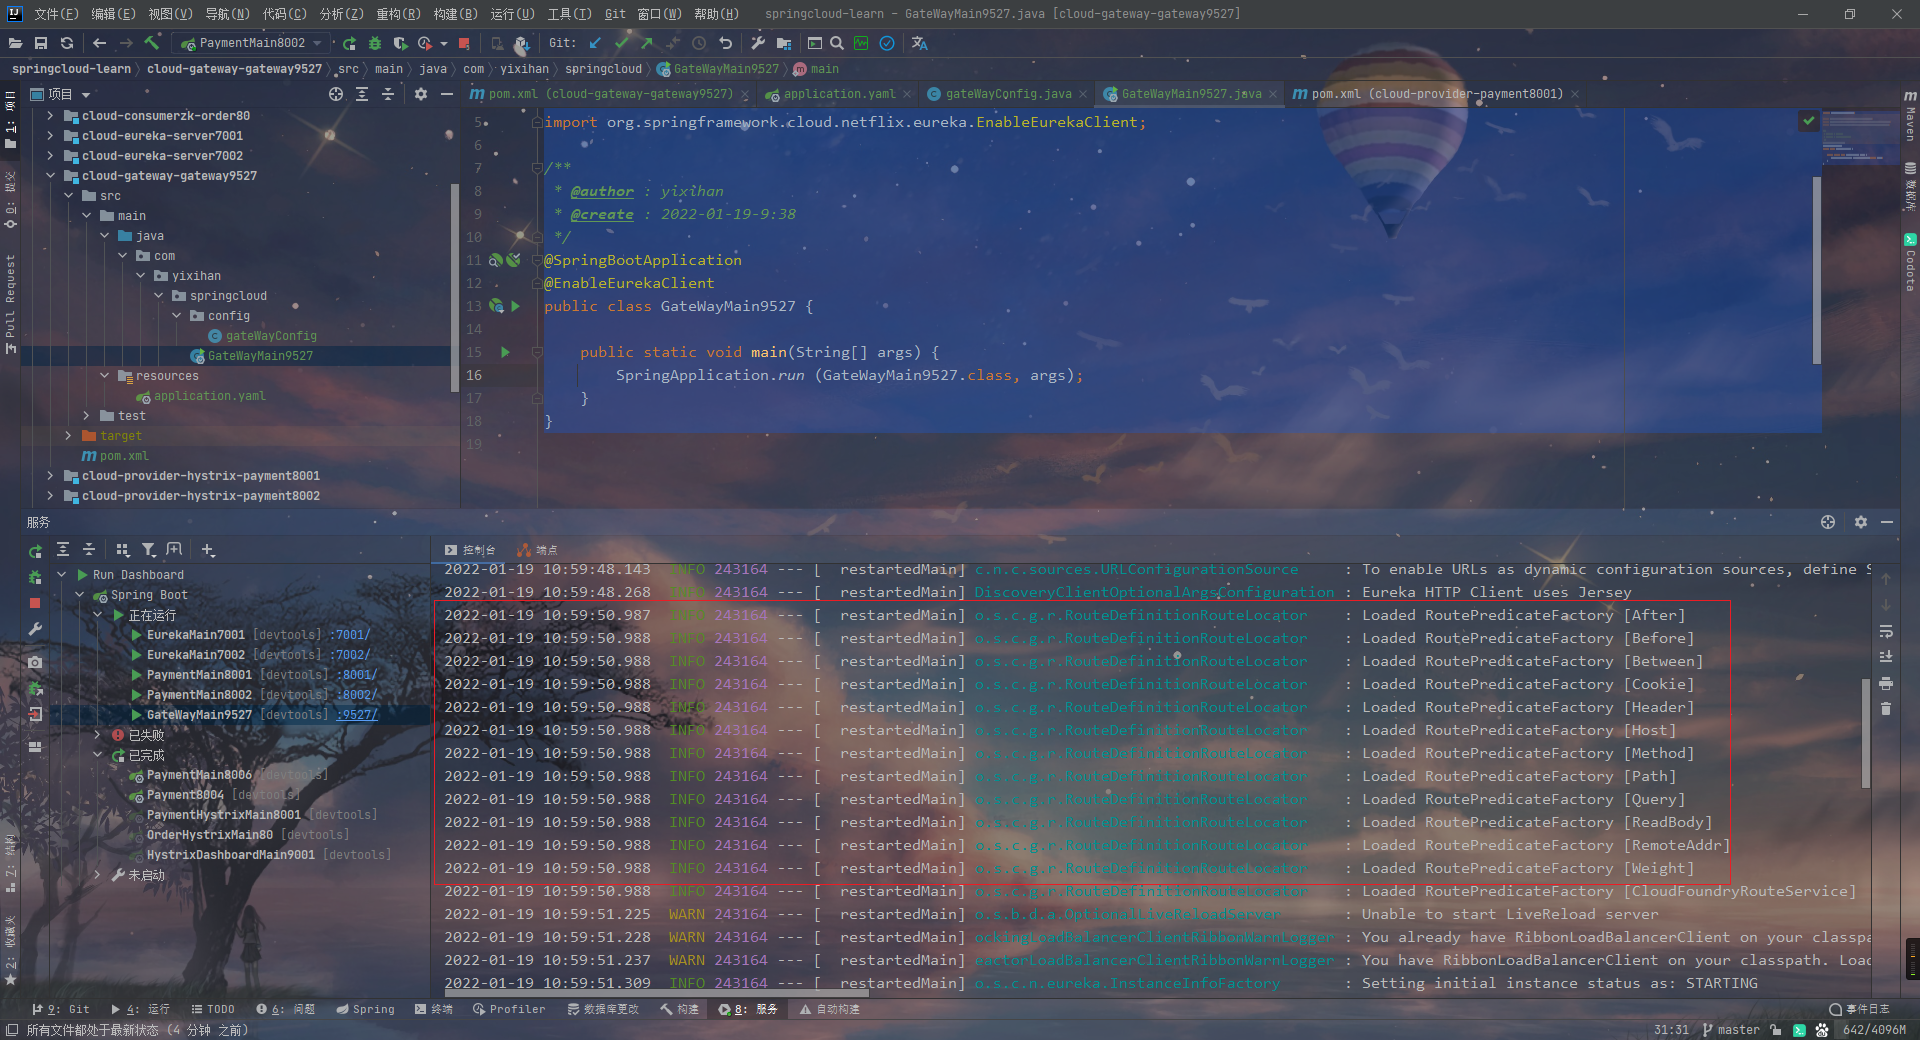 文件(F) 编辑(E) 视图(V) 导航(N) 代码(C) 分析(Z) 重构(R) 构建(B) 运行(U) 工具(T) Git 窗口(W) 帮助(H) springcloud-learn - GateWayMain9527.java [cloud-gateway-gateway9527]
PaymentMain8002 Git:
springcloud-learn cloud-gateway-gateway9527 src main java com yixihan springcloud GateWayMain9527 main
项目
pom.xml (cloud-gateway-gateway9527) application.yaml gateWayConfig.java GateWayMain9527.java pom.xml (cloud-provider-payment8001)
cloud-consumerzk-order80
cloud-eureka-server7001
cloud-eureka-server7002
cloud-gateway-gateway9527
src
main
java
com
yixihan
springcloud
config
gateWayConfig
GateWayMain9527
resources
application.yaml
test
target
pom.xml
cloud-provider-hystrix-payment8001
cloud-provider-hystrix-payment8002
5 import org.springframework.cloud.netflix.eureka.EnableEurekaClient;
6
7 /**
8 * @author : yixihan
9 * @create : 2022-01-19-9:38
10 */
11 @SpringBootApplication
12 @EnableEurekaClient
13 public class GateWayMain9527 {
14
15 public static void main(String[] args) {
16 SpringApplication.run (GateWayMain9527.class, args);
17 }
18 }
19
1: 项目
0: 提交
Pull Request
Z: 结构
2: 收藏夹
Maven
数据库
Codota
服务
控制台 端点
Run Dashboard
Spring Boot
正在运行
EurekaMain7001 [devtools] :7001/
EurekaMain7002 [devtools] :7002/
PaymentMain8001 [devtools] :8001/
PaymentMain8002 [devtools] :8002/
GateWayMain9527 [devtools] :9527/
已失败
已完成
PaymentMain8006 [devtools]
Payment8004 [devtools]
PaymentHystrixMain8001 [devtools]
OrderHystrixMain80 [devtools]
HystrixDashboardMain9001 [devtools]
未启动
2022-01-19 10:59:48.143 INFO 243164 --- [ restartedMain] c.n.c.sources.URLConfigurationSource : To enable URLs as dynamic configuration sources, define S
2022-01-19 10:59:48.268 INFO 243164 --- [ restartedMain] DiscoveryClientOptionalArgsConfiguration : Eureka HTTP Client uses Jersey
2022-01-19 10:59:50.987 INFO 243164 --- [ restartedMain] o.s.c.g.r.RouteDefinitionRouteLocator : Loaded RoutePredicateFactory [After]
2022-01-19 10:59:50.988 INFO 243164 --- [ restartedMain] o.s.c.g.r.RouteDefinitionRouteLocator : Loaded RoutePredicateFactory [Before]
2022-01-19 10:59:50.988 INFO 243164 --- [ restartedMain] o.s.c.g.r.RouteDefinitionRouteLocator : Loaded RoutePredicateFactory [Between]
2022-01-19 10:59:50.988 INFO 243164 --- [ restartedMain] o.s.c.g.r.RouteDefinitionRouteLocator : Loaded RoutePredicateFactory [Cookie]
2022-01-19 10:59:50.988 INFO 243164 --- [ restartedMain] o.s.c.g.r.RouteDefinitionRouteLocator : Loaded RoutePredicateFactory [Header]
2022-01-19 10:59:50.988 INFO 243164 --- [ restartedMain] o.s.c.g.r.RouteDefinitionRouteLocator : Loaded RoutePredicateFactory [Host]
2022-01-19 10:59:50.988 INFO 243164 --- [ restartedMain] o.s.c.g.r.RouteDefinitionRouteLocator : Loaded RoutePredicateFactory [Method]
2022-01-19 10:59:50.988 INFO 243164 --- [ restartedMain] o.s.c.g.r.RouteDefinitionRouteLocator : Loaded RoutePredicateFactory [Path]
2022-01-19 10:59:50.988 INFO 243164 --- [ restartedMain] o.s.c.g.r.RouteDefinitionRouteLocator : Loaded RoutePredicateFactory [Query]
2022-01-19 10:59:50.988 INFO 243164 --- [ restartedMain] o.s.c.g.r.RouteDefinitionRouteLocator : Loaded RoutePredicateFactory [ReadBody]
2022-01-19 10:59:50.988 INFO 243164 --- [ restartedMain] o.s.c.g.r.RouteDefinitionRouteLocator : Loaded RoutePredicateFactory [RemoteAddr]
2022-01-19 10:59:50.988 INFO 243164 --- [ restartedMain] o.s.c.g.r.RouteDefinitionRouteLocator : Loaded RoutePredicateFactory [Weight]
2022-01-19 10:59:50.988 INFO 243164 --- [ restartedMain] o.s.c.g.r.RouteDefinitionRouteLocator : Loaded RoutePredicateFactory [CloudFoundryRouteService]
2022-01-19 10:59:51.225 WARN 243164 --- [ restartedMain] o.s.b.d.a.OptionalLiveReloadServer : Unable to start LiveReload server
2022-01-19 10:59:51.228 WARN 243164 --- [ restartedMain] ockingLoadBalancerClientRibbonWarnLogger : You already have RibbonLoadBalancerClient on your classpa
2022-01-19 10:59:51.237 WARN 243164 --- [ restartedMain] eactorLoadBalancerClientRibbonWarnLogger : You have RibbonLoadBalancerClient on your classpath. Loac
2022-01-19 10:59:51.309 INFO 243164 --- [ restartedMain] o.s.c.n.eureka.InstanceInfoFactory : Setting initial instance status as: STARTING
9: Git 4: 运行 TODO 6: 问题 Spring 终端 Profiler 数据库更改 构建 8: 服务 自动构建 事件日志
所有文件都处于最新状态 (4 分钟 之前) 31:31 master 642/4096M